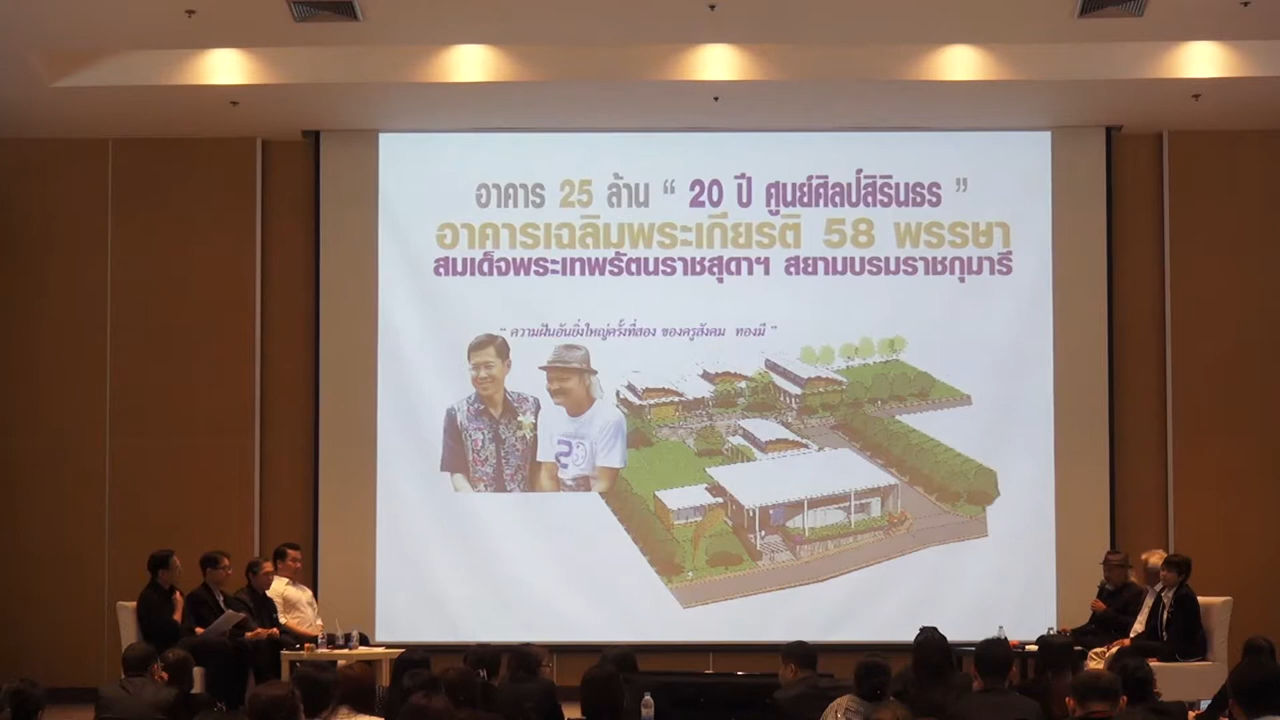 อาคาร 25 ล้าน “ 20 ปี ศูนย์ศิลป์สิรินธร ”
อาคารเฉลิมพระเกียรติ 58 พรรษา
สมเด็จพระเทพรัตนราชสุดาฯ สยามบรมราชกุมารี
“ ความฝันอันยิ่งใหญ่ครั้งที่สอง ของครูสังคม ทองมี ”